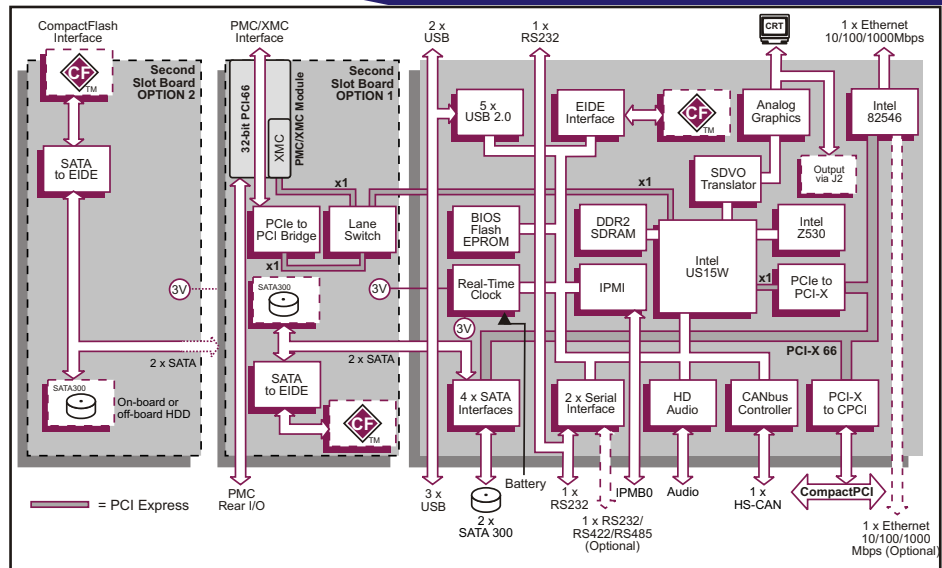 CompactFlash
Interface
PMC/XMC
Interface
2 x
USB
1 x
RS232
CRT
1 x Ethernet
10/100/1000Mbps
CF
TM
Second
Slot Board
OPTION 2
32-bit PCI-66
XMC
PMC/XMC Module
Second
Slot Board
OPTION 1
5 x
USB 2.0
EIDE
Interface
CF
TM
Analog
Graphics
Intel
82546
SATA
to EIDE
SDVO
Translator
Output
via J2
x1
x1
PCIe to
PCI Bridge
Lane
Switch
BIOS
Flash
EPROM
DDR2
SDRAM
Intel
US15W
Intel
Z530
x1
3V
SATA300
3V
Real-Time
Clock
IPMI
x1
PCIe to
PCI-X
3V
2 x SATA
2 x SATA
PCI-X 66
SATA300
On-board or
off-board HDD
SATA
to EIDE
CF
TM
4 x SATA
Interfaces
2 x Serial
Interface
HD
Audio
CANbus
Controller
PCI-X
to CPCI
= PCI Express
PMC
Rear I/O
3 x
USB
Battery
2 x
SATA 300
1 x
RS232
1 x RS232/
RS422/RS485
(Optional)
IPMB0
Audio
1 x
HS-CAN
CompactPCI
1 x Ethernet
10/100/1000
Mbps (Optional)